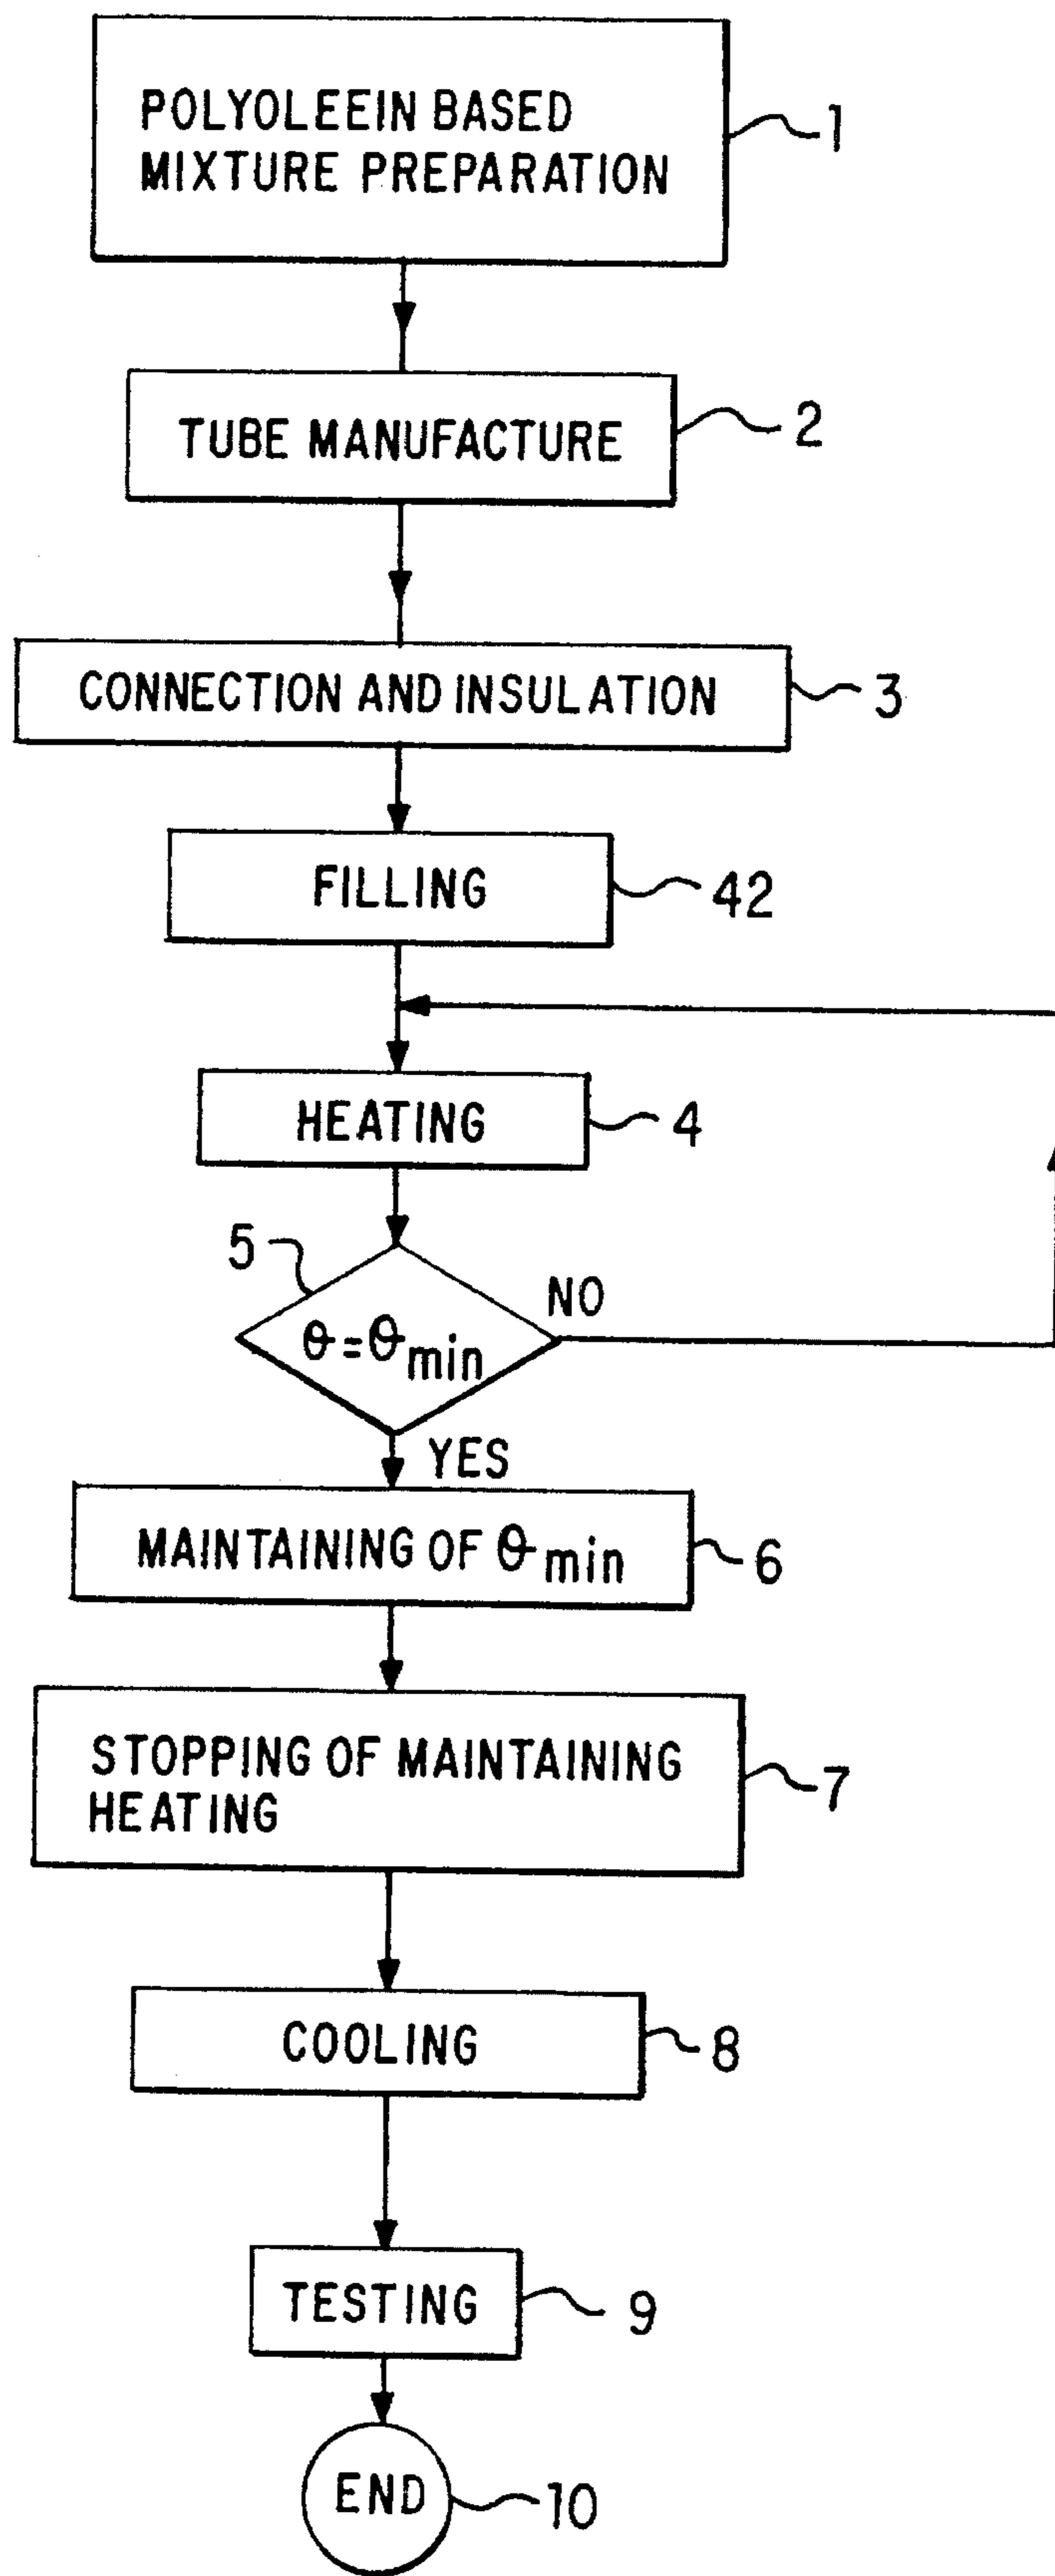 POLYOLEEIN BASED
MIXTURE PREPARATION
1
TUBE MANUFACTURE
2
CONNECTION AND INSULATION
3
FILLING
42
HEATING
4
5
θ=θmin
NO
YES
MAINTAINING OF θmin
6
STOPPING OF MAINTAINING
HEATING
7
COOLING
8
TESTING
9
END
10